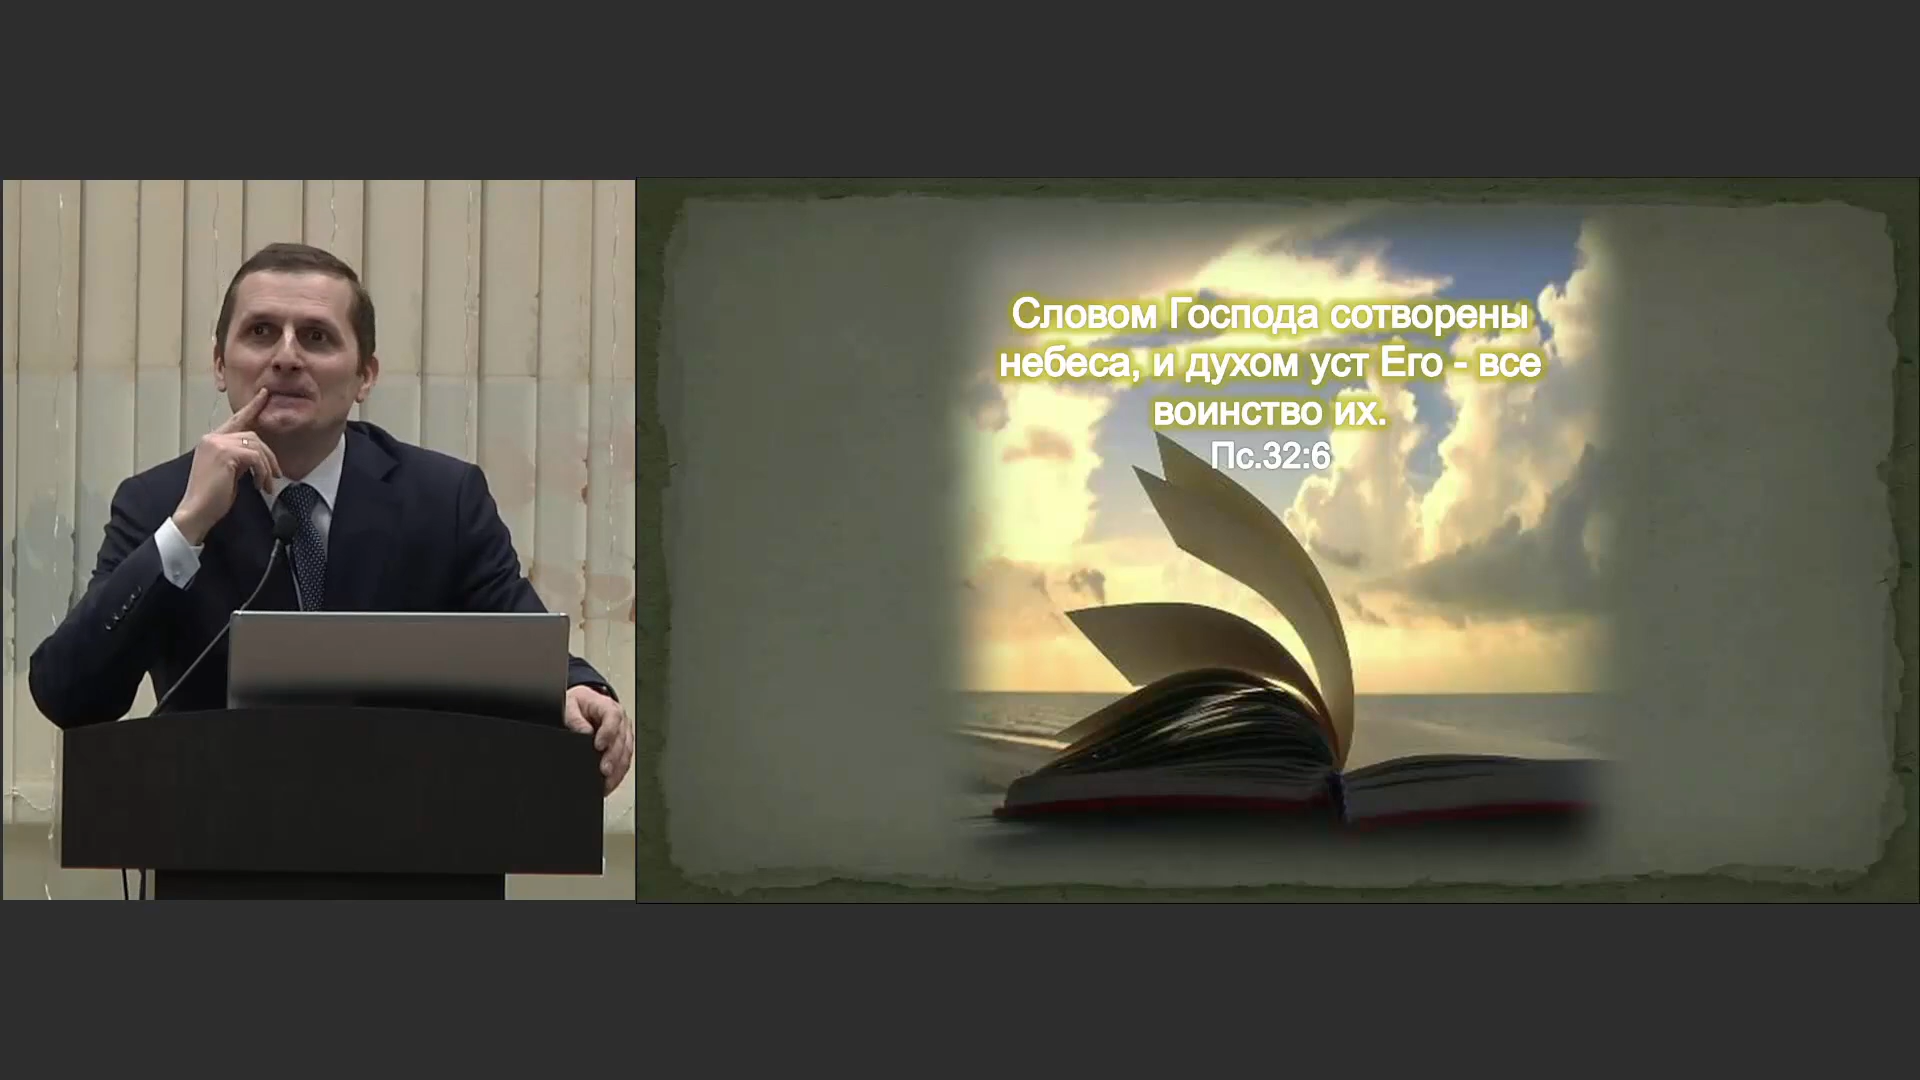 Словом Господа сотворены
небеса, и духом уст Его - все
воинство их.
Пс.32:6